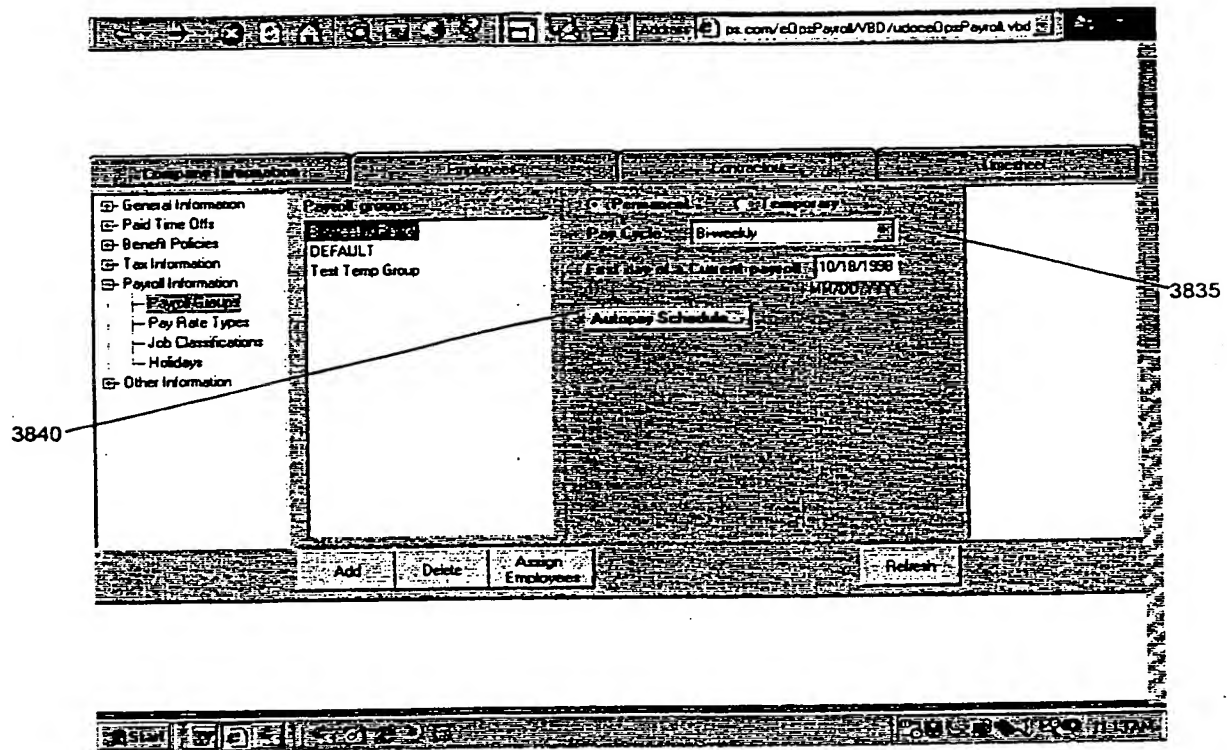 Address ps.com/eOpsPayroll/VBD/udoceOpsPayroll.vbd
Company Information Employees Contractors Timesheet
General Information
Paid Time Offs
Benefit Policies
Tax Information
Payroll Information
Payroll Groups
Pay Rate Types
Job Classifications
Holidays
Other Information
Payroll groups
DEFAULT
Test Temp Group
Permanent Temporary
Pay Cycle Bi-weekly
First day of a Current payroll 10/18/1998
MM/DD/YYYY
Autopay Schedule...
3835
3840
Add Delete Assign Employees Refresh
Start